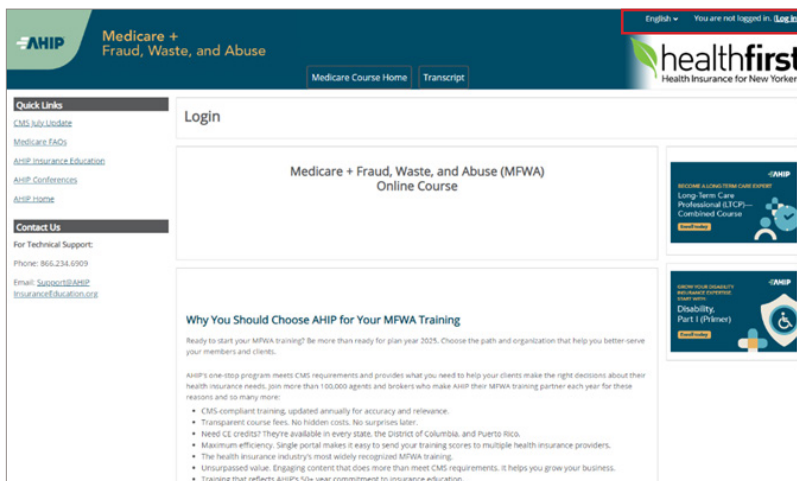 English
You are not logged in. (Log in
AHIP
Medicare +
Fraud, Waste, and Abuse
healthfirst
Health Insurance for New Yorkers
Medicare Course Home
Transcript
Quick Links
CMS July Update
Medicare FAQs
AHIP Insurance Education
AHIP Conferences
AHIP Home
Contact Us
For Technical Support:
Phone: 866.234.6909
Email: Support@AHIP
InsuranceEducation.org
Login
Medicare + Fraud, Waste, and Abuse (MFWA)
Online Course
Why You Should Choose AHIP for Your MFWA Training
Ready to start your MFWA training? Be more than ready for plan year 2025. Choose the path and organization that help you better-serve
your members and clients.
AHIP's one-stop program meets CMS requirements and provides what you need to help your clients make the right decisions about their
health insurance needs. Join more than 100,000 agents and brokers who make AHIP their MFWA training partner each year for these
reasons and so many more:
• CMS-compliant training, updated annually for accuracy and relevance.
• Transparent course fees. No hidden costs. No surprises later.
• Need CE credits? They're available in every state, the District of Columbia, and Puerto Rico.
• Maximum efficiency. Single portal makes it easy to send your training scores to multiple health insurance providers.
• The health insurance industry's most widely recognized MFWA training.
• Unsurpassed value. Engaging content that does more than meet CMS requirements. It helps you grow your business.
• Training that reflects AHIP's 50+ year commitment to insurance education.
AHIP
BECOME A LONG-TERM CARE EXPERT
Long-Term Care
Professional (LTCP)—
Combined Course
Enroll today
AHIP
GROW YOUR DISABILITY
INSURANCE EXPERTISE.
START WITH
Disability,
Part I (Primer)
Enroll today